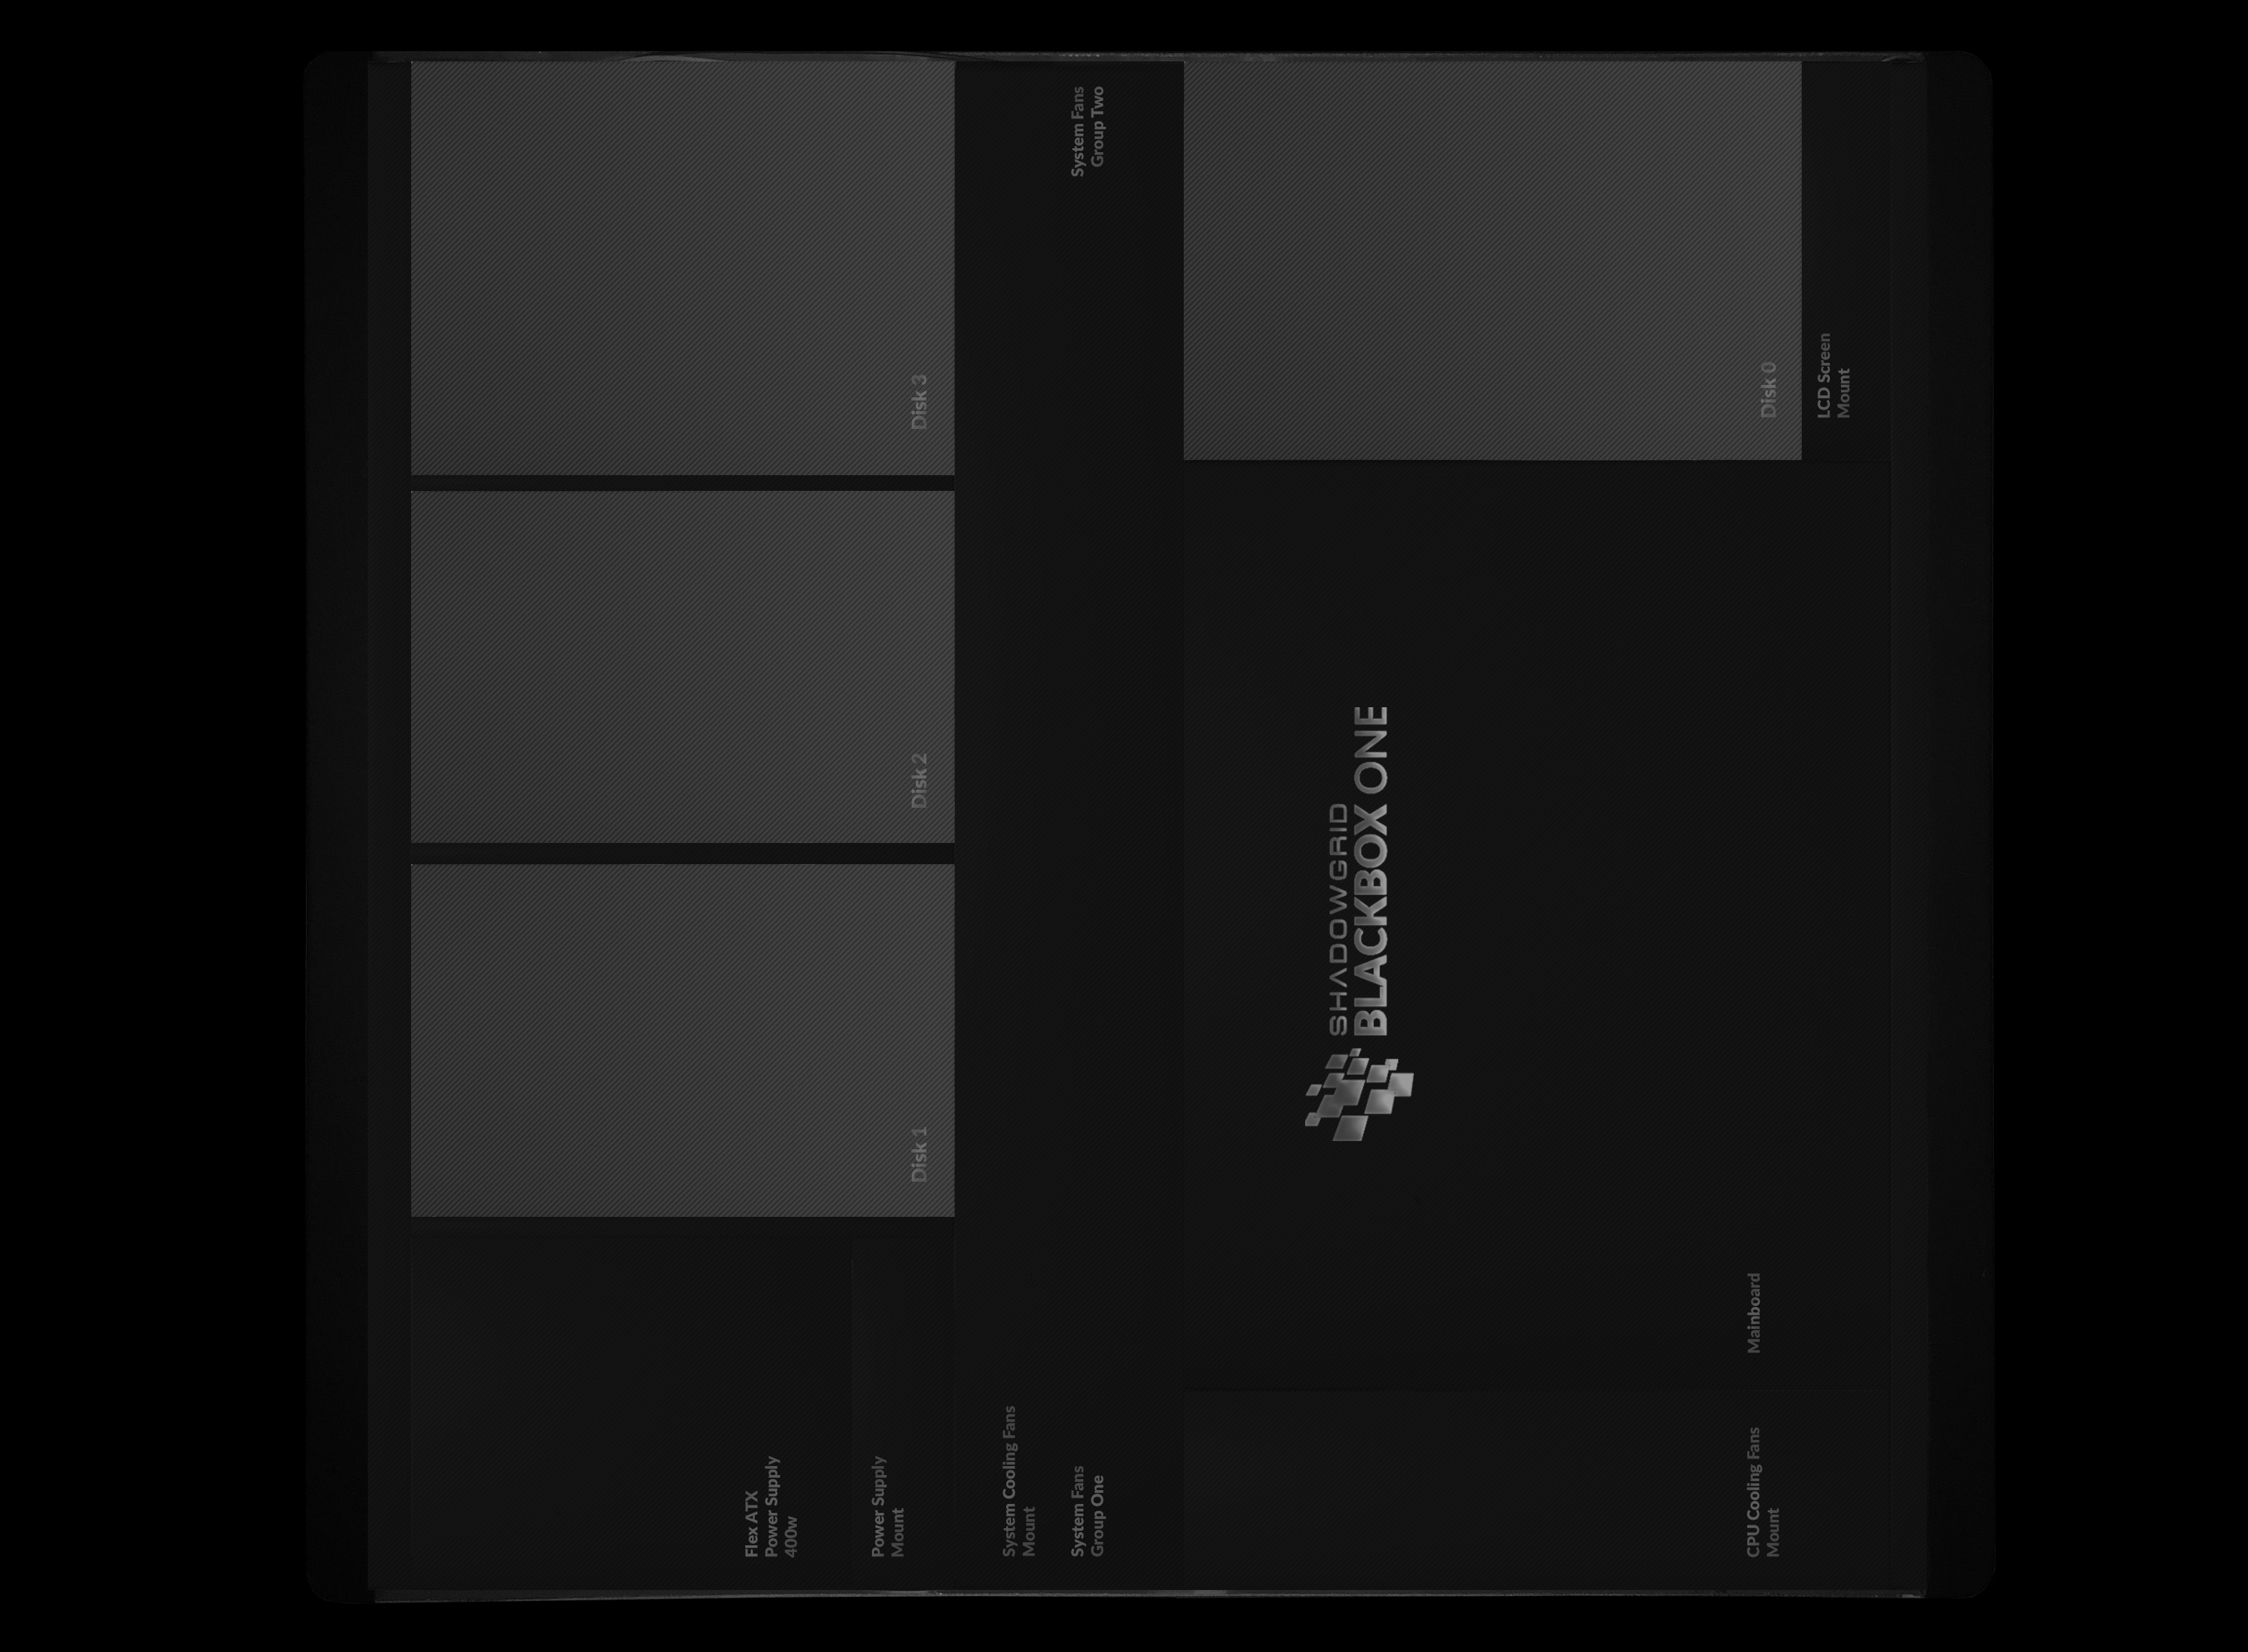 Flex ATX
Power Supply
400w
Power Supply
Mount
Disk 1
Disk 2
Disk 3
System Cooling Fans
Mount
System Fans
Group One
System Fans
Group Two
SHADOWGRID
BLACKBOX ONE
CPU Cooling Fans
Mount
Mainboard
Disk 0
LCD Screen
Mount